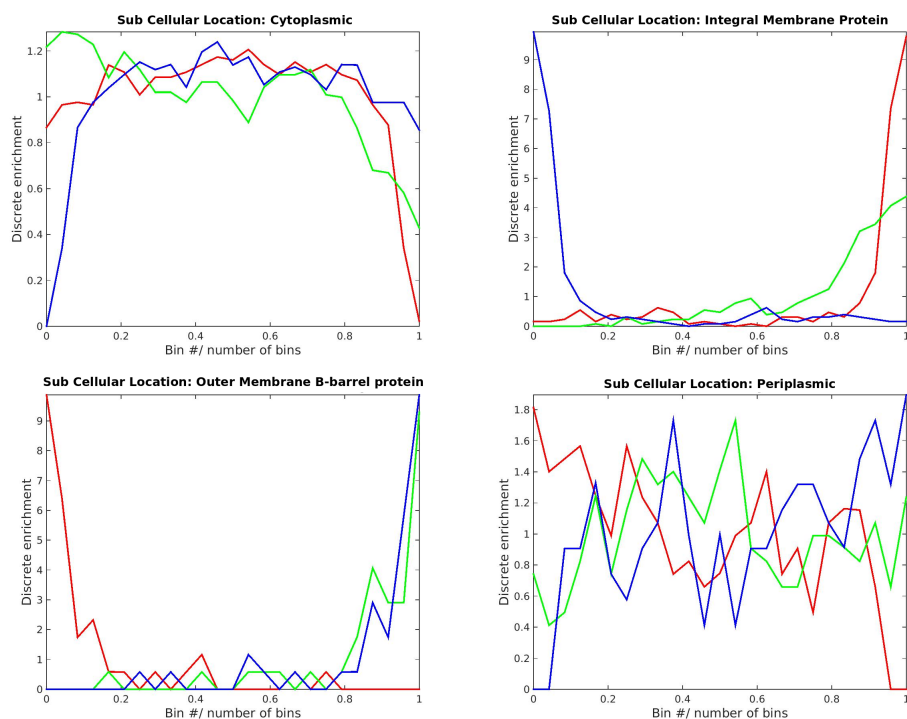 Sub Cellular Location: Cytoplasmic
Discrete enrichment
1.2
1
0.8
0.6
0.4
0.2
0
0 0.2 0.4 0.6 0.8 1
Bin #/ number of bins
Sub Cellular Location: Integral Membrane Protein
Discrete enrichment
9
8
7
6
5
4
3
2
1
0
0 0.2 0.4 0.6 0.8 1
Bin #/ number of bins
Sub Cellular Location: Outer Membrane B-barrel protein
Discrete enrichment
9
8
7
6
5
4
3
2
1
0
0 0.2 0.4 0.6 0.8 1
Bin #/ number of bins
Sub Cellular Location: Periplasmic
Discrete enrichment
1.8
1.6
1.4
1.2
1
0.8
0.6
0.4
0.2
0
0 0.2 0.4 0.6 0.8 1
Bin #/ number of bins